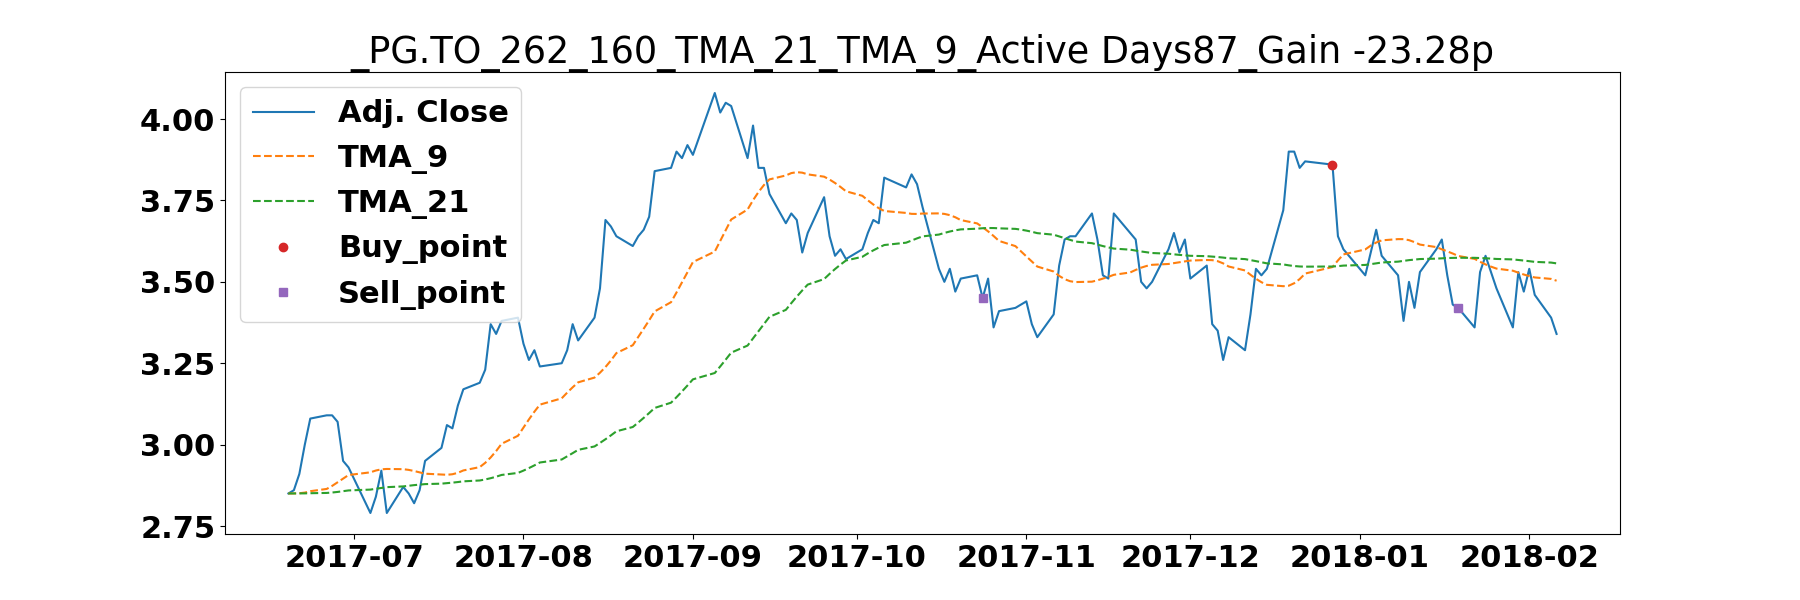 _PG.TO_262_160_TMA_21_TMA_9_Active Days87_Gain -23.28p
Adj. Close
TMA_9
TMA_21
Buy_point
Sell_point
4.00
3.75
3.50
3.25
3.00
2.75
2017-07 2017-08 2017-09 2017-10 2017-11 2017-12 2018-01 2018-02